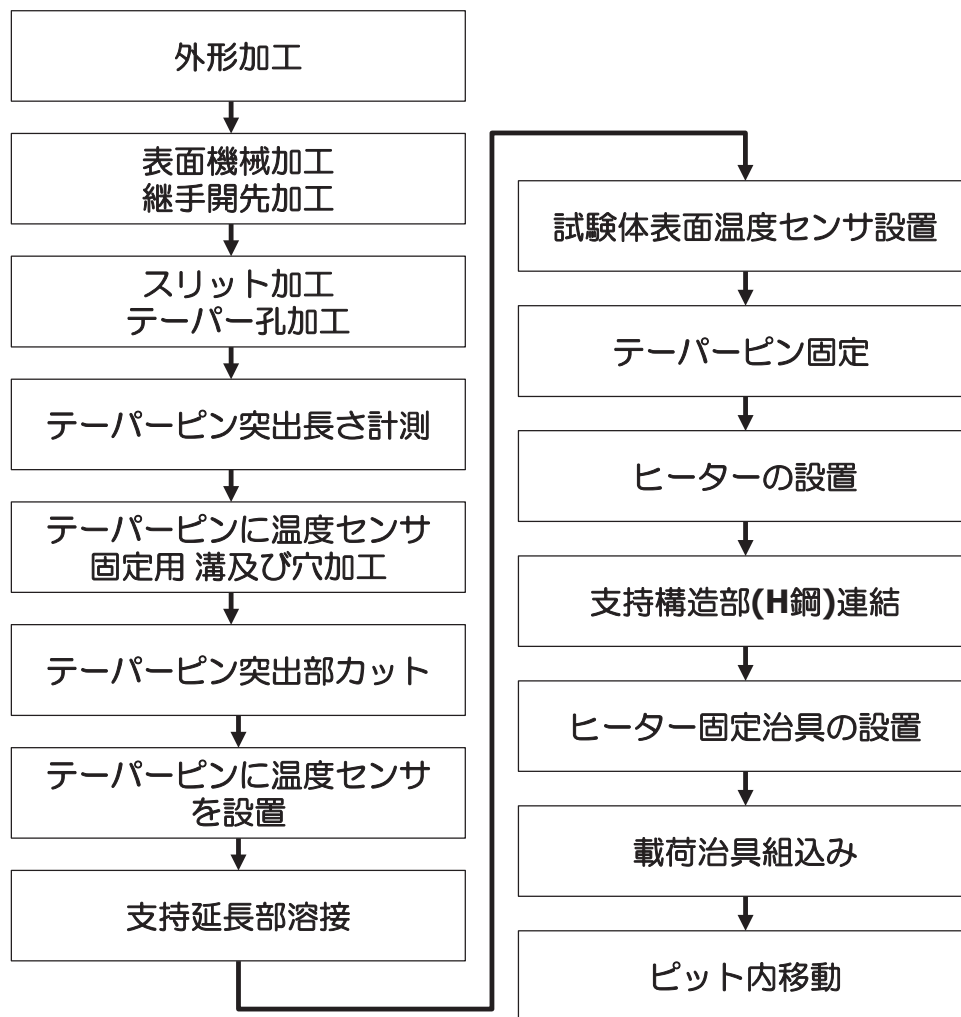 外形加工
表面機械加工
継手開先加工
スリット加工
テーパー孔加工
テーパーピン突出長さ計測
テーパーピンに温度センサ
固定用 溝及び穴加工
テーパーピン突出部カット
テーパーピンに温度センサ
を設置
支持延長部溶接
試験体表面温度センサ設置
テーパーピン固定
ヒーターの設置
支持構造部(H鋼)連結
ヒーター固定治具の設置
載荷治具組込み
ピット内移動